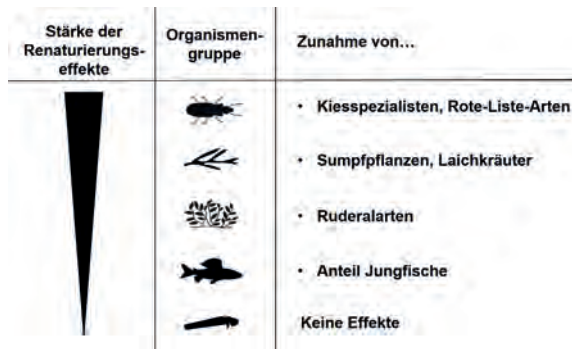 Stärke der
Renaturierungs-
effekte
Organismen-
gruppe
Zunahme von...
• Kiesspezialisten, Rote-Liste-Arten
• Sumpfpflanzen, Laichkräuter
• Ruderalarten
• Anteil Jungfische
Keine Effekte